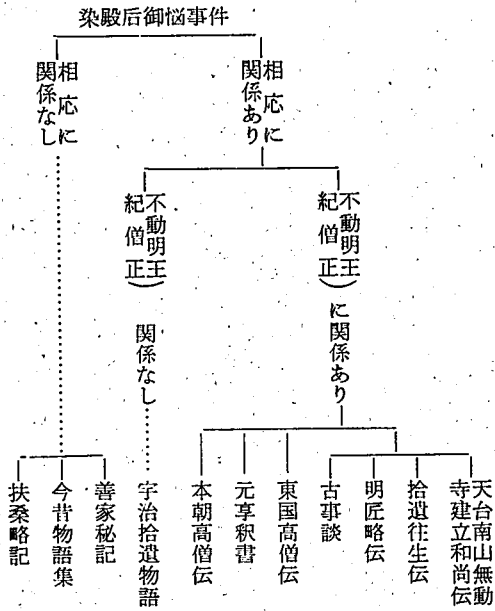 染殿后御悩事件
相応に
関係あり
不動明王
紀僧正）
に関係あり
天台南山無動
寺建立和尚伝
拾遺往生伝
明匠略伝
古事談
東国高僧伝
元亨釈書
本朝高僧伝
不動明王
紀僧正）
関係なし
宇治拾遺物語
相応に
関係なし
善家秘記
今昔物語集
扶桑略記